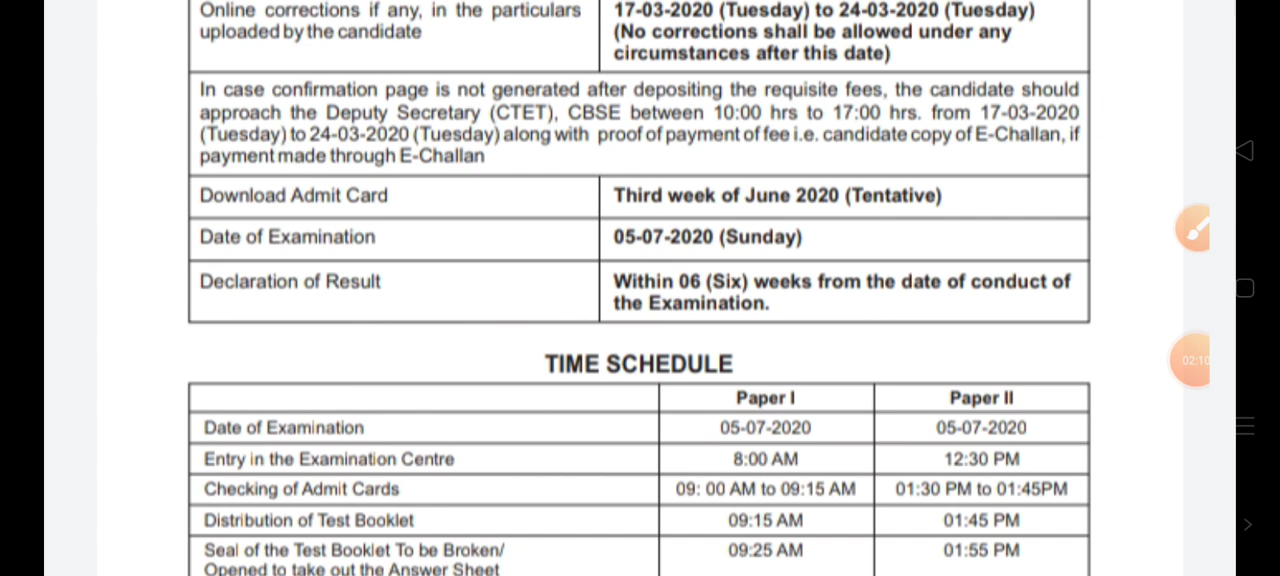 Online corrections if any, in the particulars
uploaded by the candidate
17-03-2020 (Tuesday) to 24-03-2020 (Tuesday)
(No corrections shall be allowed under any
circumstances after this date)
In case confirmation page is not generated after depositing the requisite fees, the candidate should
approach the Deputy Secretary (CTET), CBSE between 10:00 hrs to 17:00 hrs. from 17-03-2020
(Tuesday) to 24-03-2020 (Tuesday) along with proof of payment of fee i.e. candidate copy of E-Challan, if
payment made through E-Challan
Download Admit Card
Third week of June 2020 (Tentative)
Date of Examination
05-07-2020 (Sunday)
Declaration of Result
Within 06 (Six) weeks from the date of conduct of
the Examination.
TIME SCHEDULE
Paper I
Paper II
Date of Examination
05-07-2020
05-07-2020
Entry in the Examination Centre
8:00 AM
12:30 PM
Checking of Admit Cards
09: 00 AM to 09:15 AM
01:30 PM to 01:45PM
Distribution of Test Booklet
09:15 AM
01:45 PM
Seal of the Test Booklet To be Broken/
Opened to take out the Answer Sheet
09:25 AM
01:55 PM
02:10